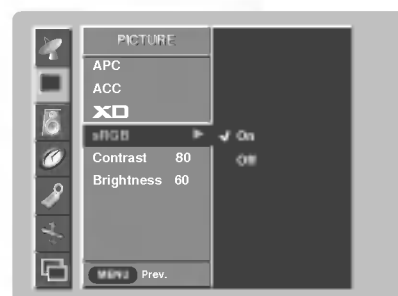 PICTURE
APC
ACC
XD
sRGB
On
Off
Contrast 80
Brightness 60
MENU Prev.